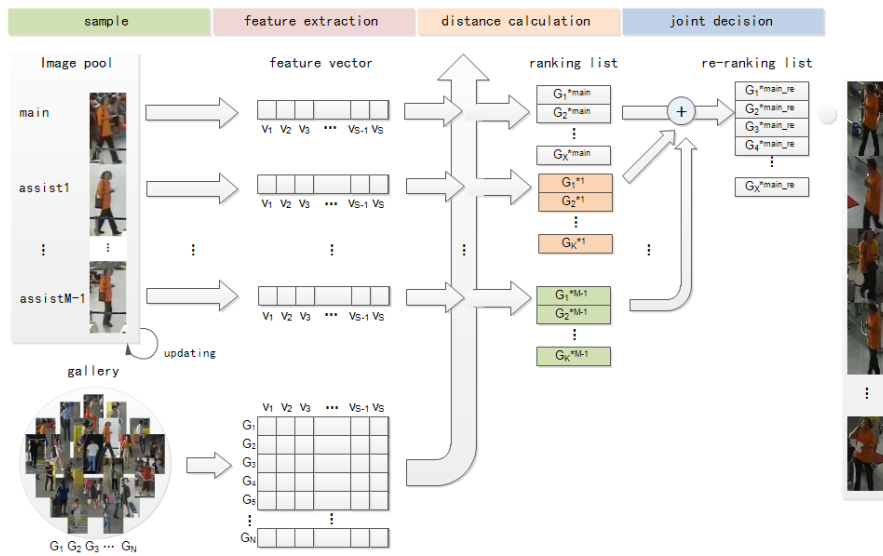 sample
feature extraction
distance calculation
joint decision
Image pool
feature vector
ranking list
re-ranking list
main
V1 V2 V3 ... VS-1 VS
G1*main
G2*main
⋮
GX*main
+
G1*main_re
G2*main_re
G3*main_re
G4*main_re
⋮
GX*main_re
assist1
V1 V2 V3 ... VS-1 VS
G1*1
G2*1
⋮
GK*1
⋮
assistM-1
V1 V2 V3 ... VS-1 VS
G1*M-1
G2*M-1
⋮
GK*M-1
updating
gallery
V1 V2 V3 ... VS-1 VS
G1
G2
G3
G4
G5
⋮
GN
G1 G2 G3 ... GN